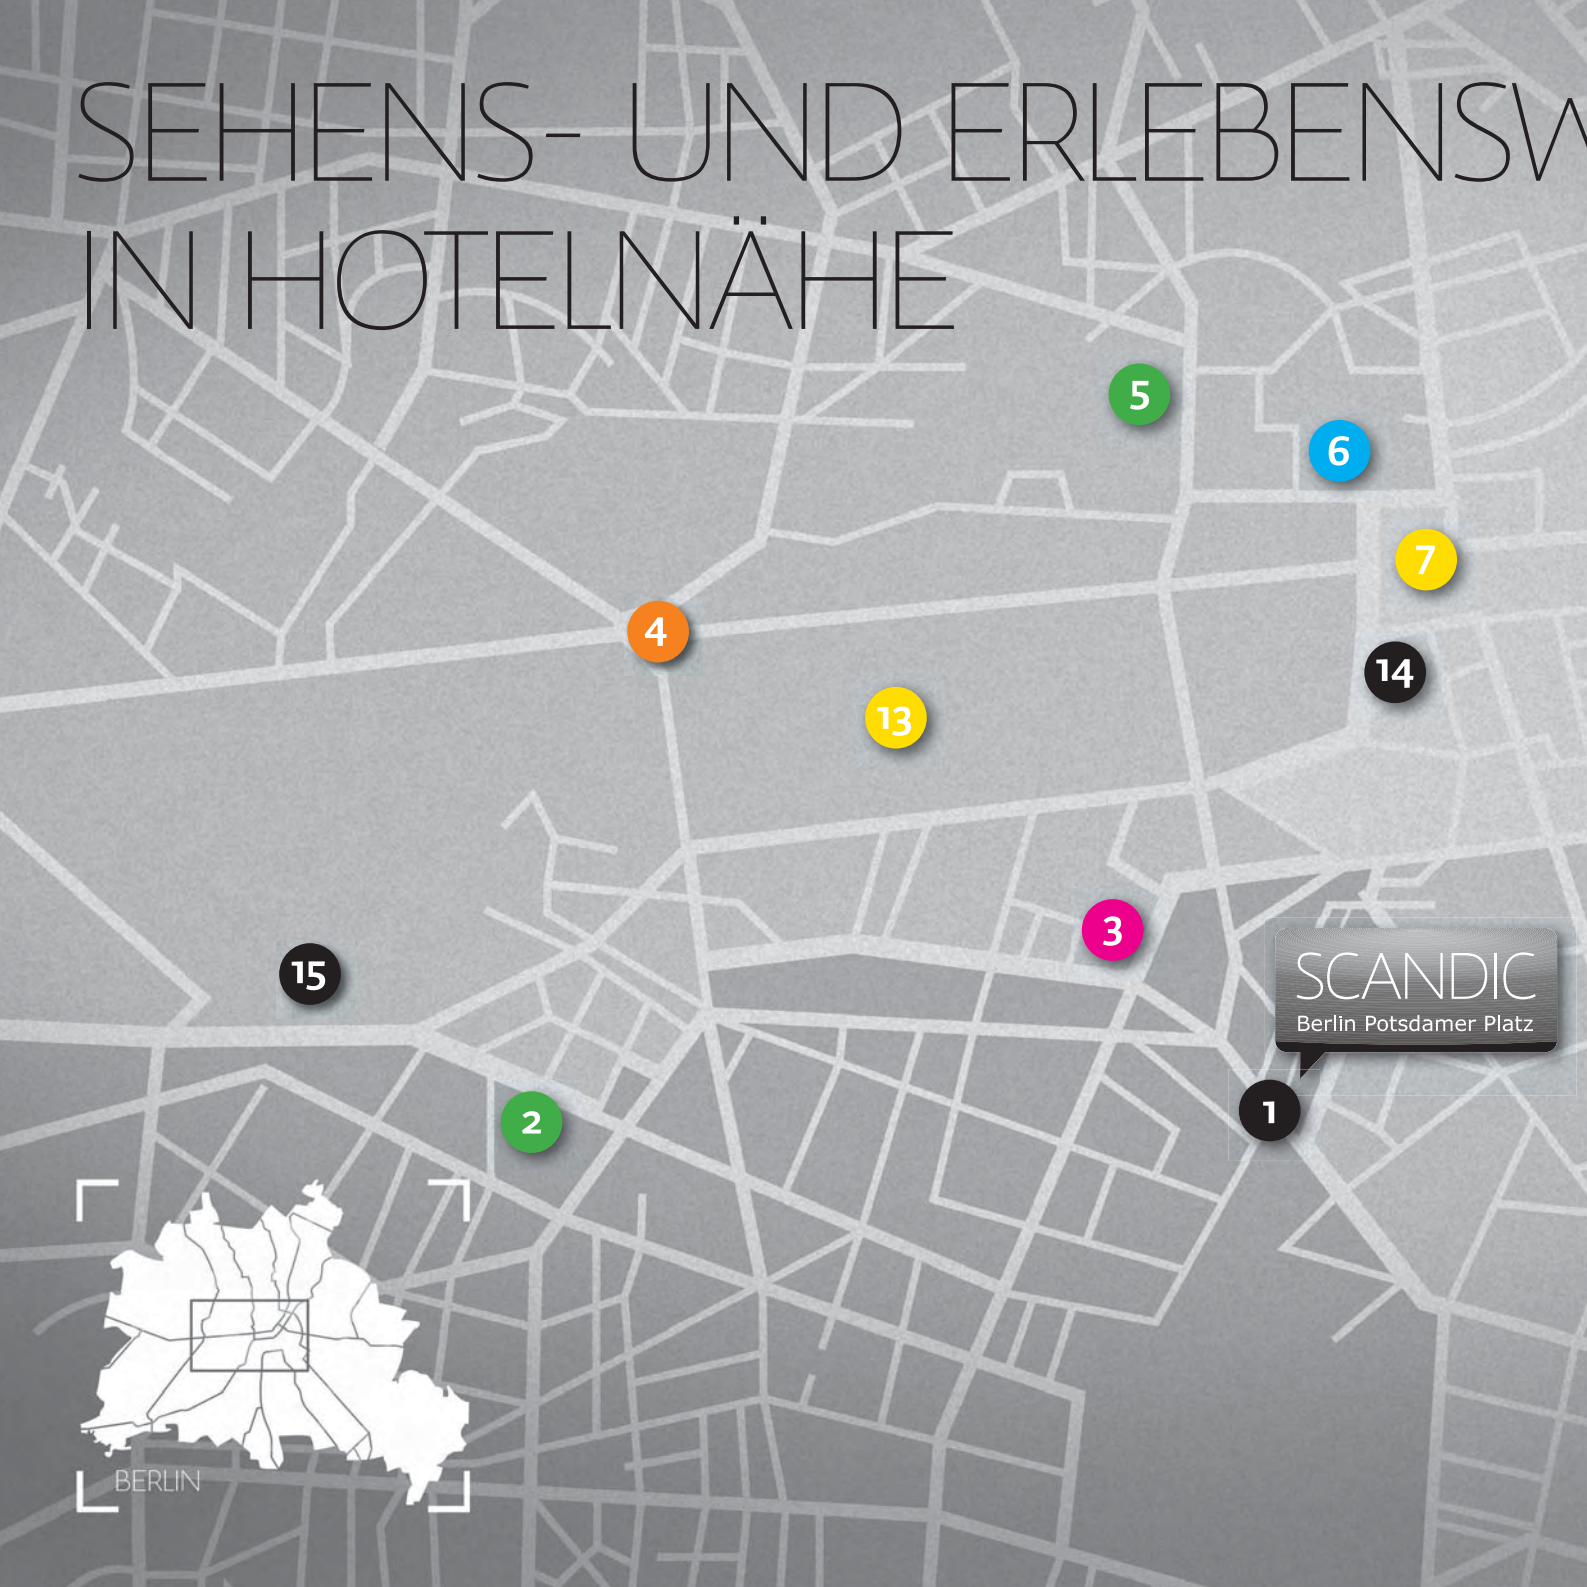 SEHENS- UND ERLEBENSW
IN HOTELNÄHE
5
6
7
4
14
13
3
15
SCANDIC
Berlin Potsdamer Platz
1
2
BERLIN